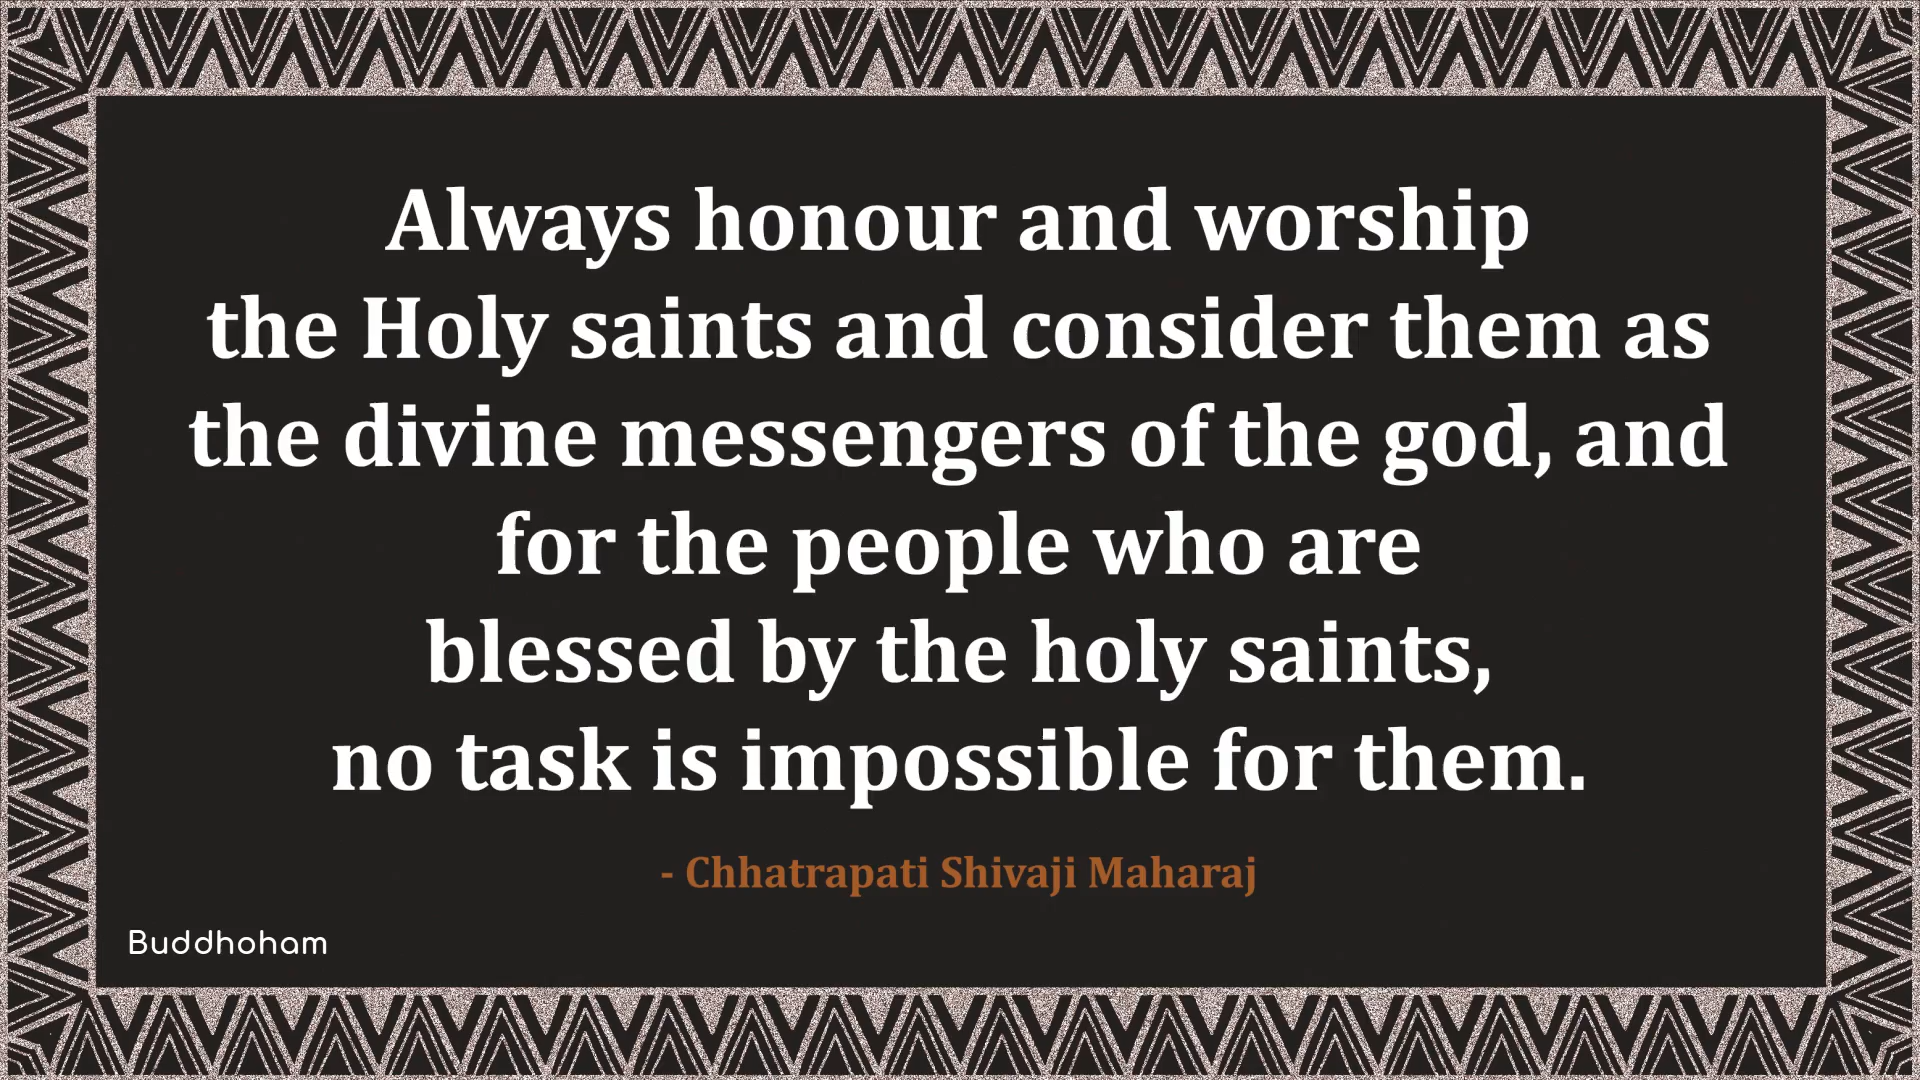 Always honour and worship
the Holy saints and consider them as
the divine messengers of the god, and
for the people who are
blessed by the holy saints,
no task is impossible for them.
- Chhatrapati Shivaji Maharaj
Buddhoham